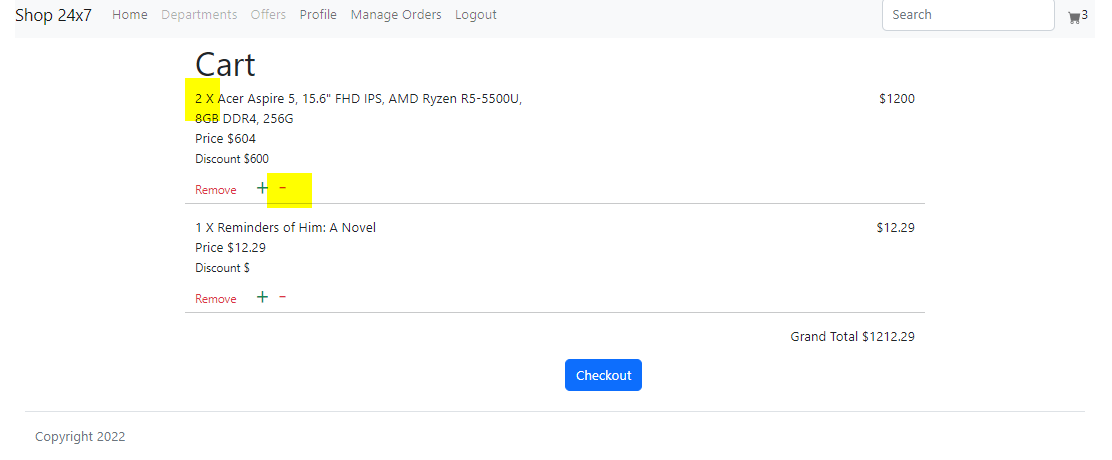 Shop 24x7 Home Departments Offers Profile Manage Orders Logout Search 3
Cart
2 X Acer Aspire 5, 15.6" FHD IPS, AMD Ryzen R5-5500U, $1200
8GB DDR4, 256G
Price $604
Discount $600
Remove + -
1 X Reminders of Him: A Novel $12.29
Price $12.29
Discount $
Remove + -
Grand Total $1212.29
Checkout
Copyright 2022